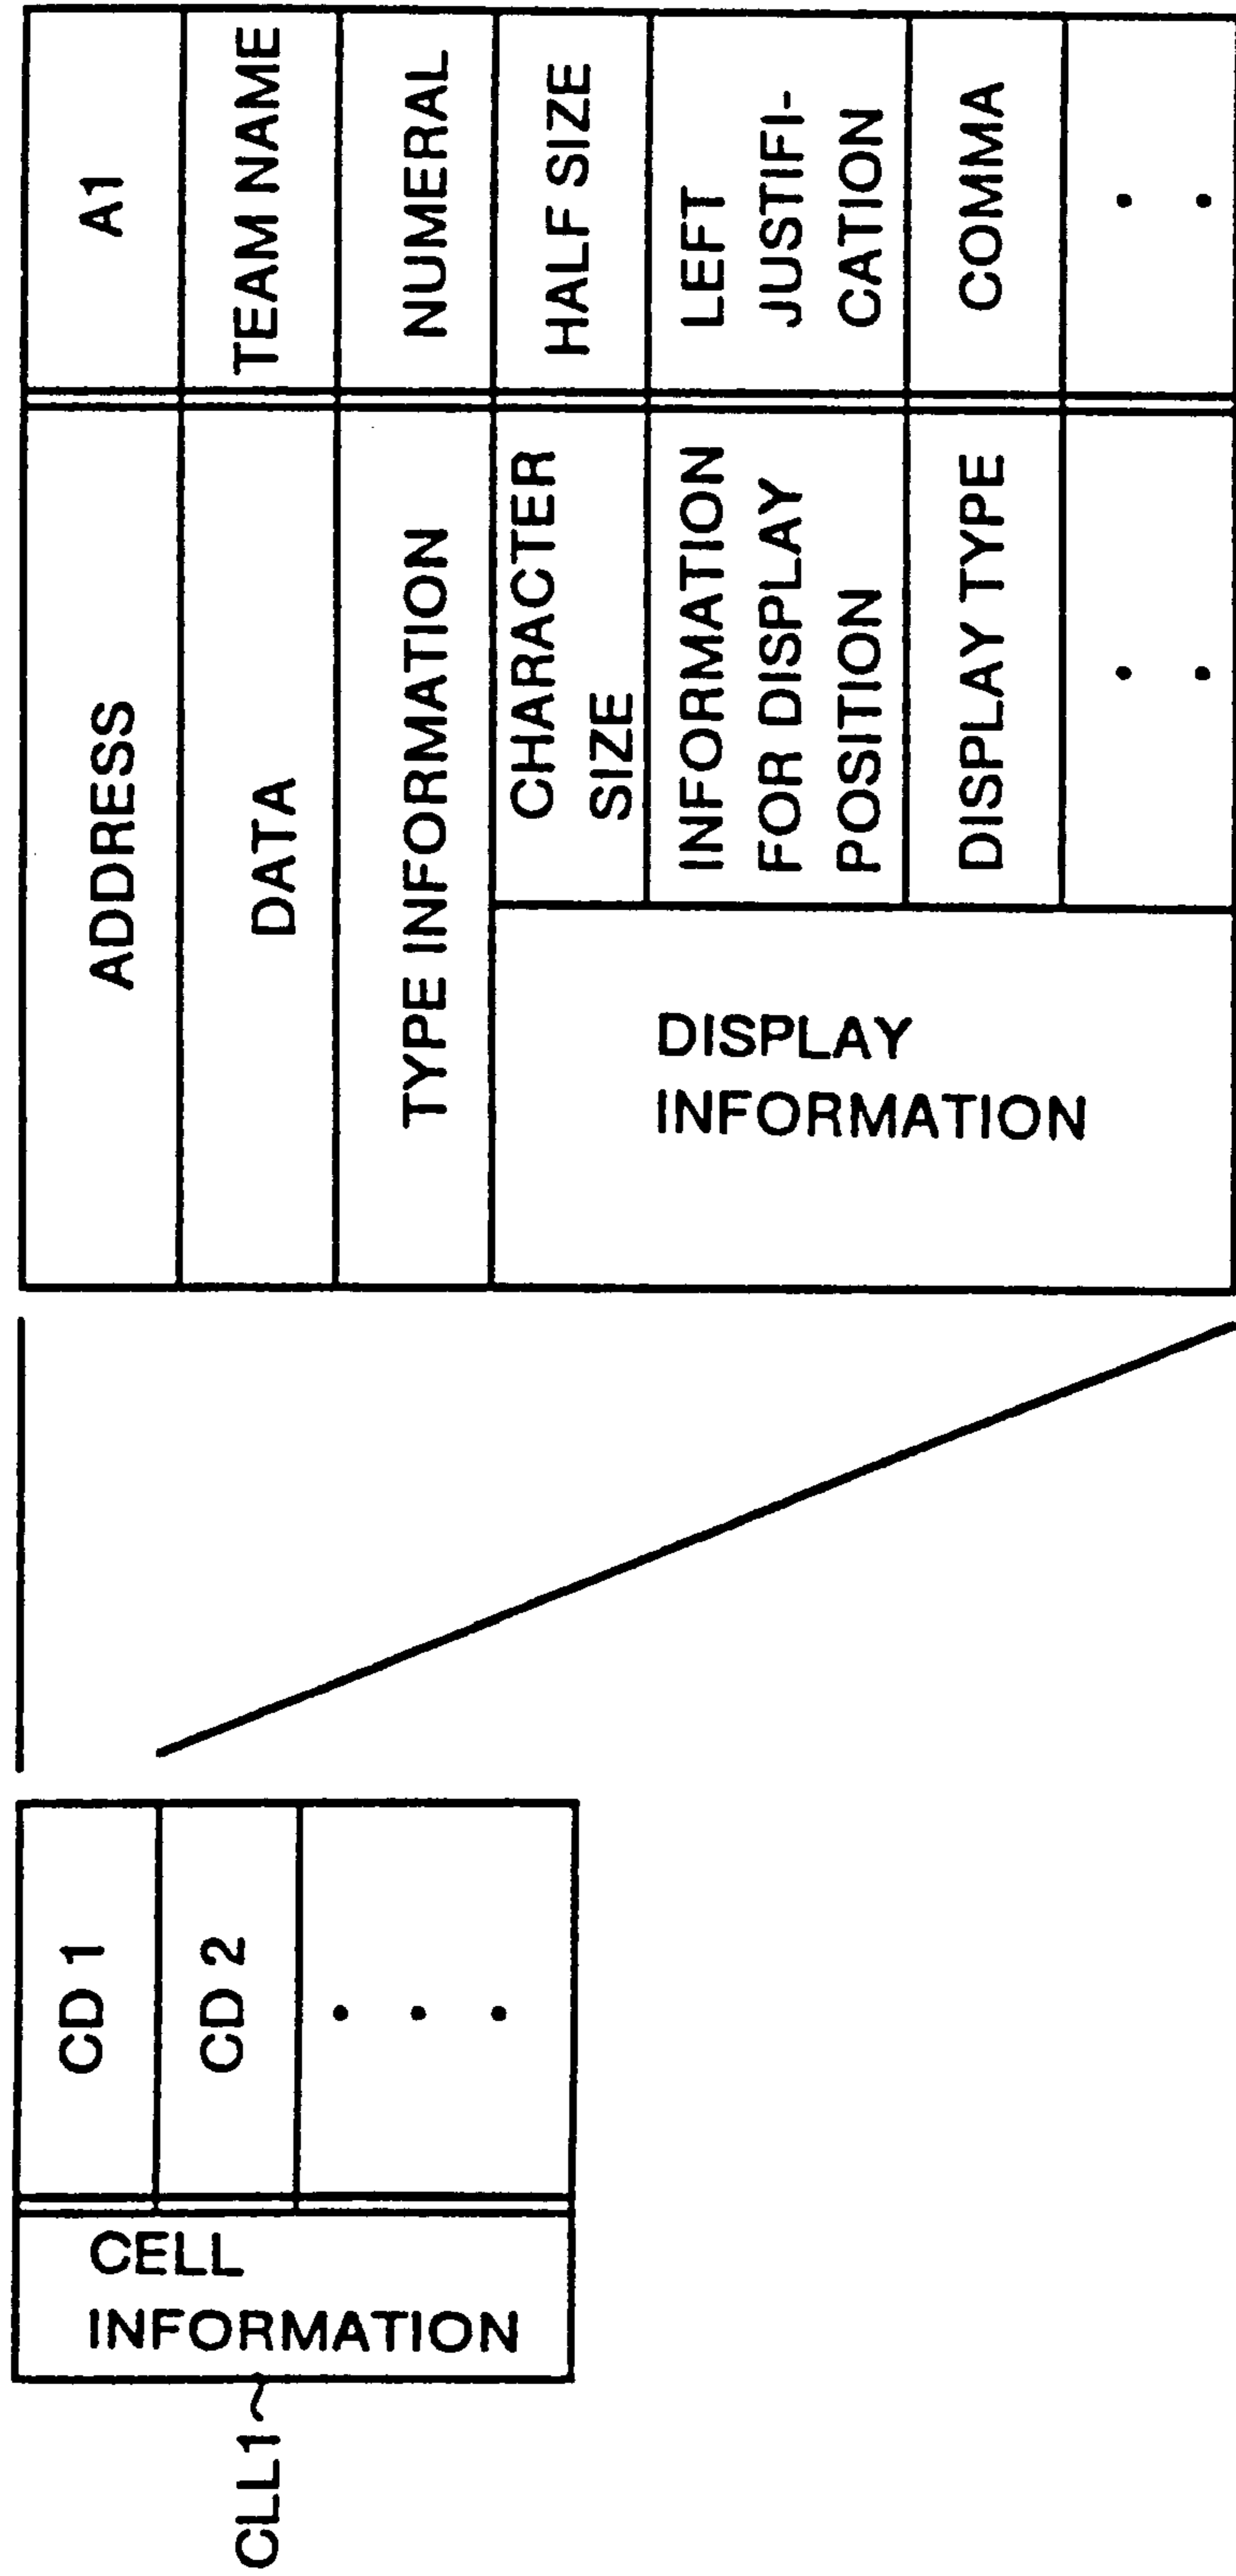 CLL1
CELL
INFORMATION
CD 1
CD 2
ADDRESS
A1
DATA
TEAM NAME
TYPE INFORMATION
NUMERAL
DISPLAY
INFORMATION
CHARACTER
SIZE
HALF SIZE
INFORMATION
FOR DISPLAY
POSITION
LEFT
JUSTIFI-
CATION
DISPLAY TYPE
COMMA